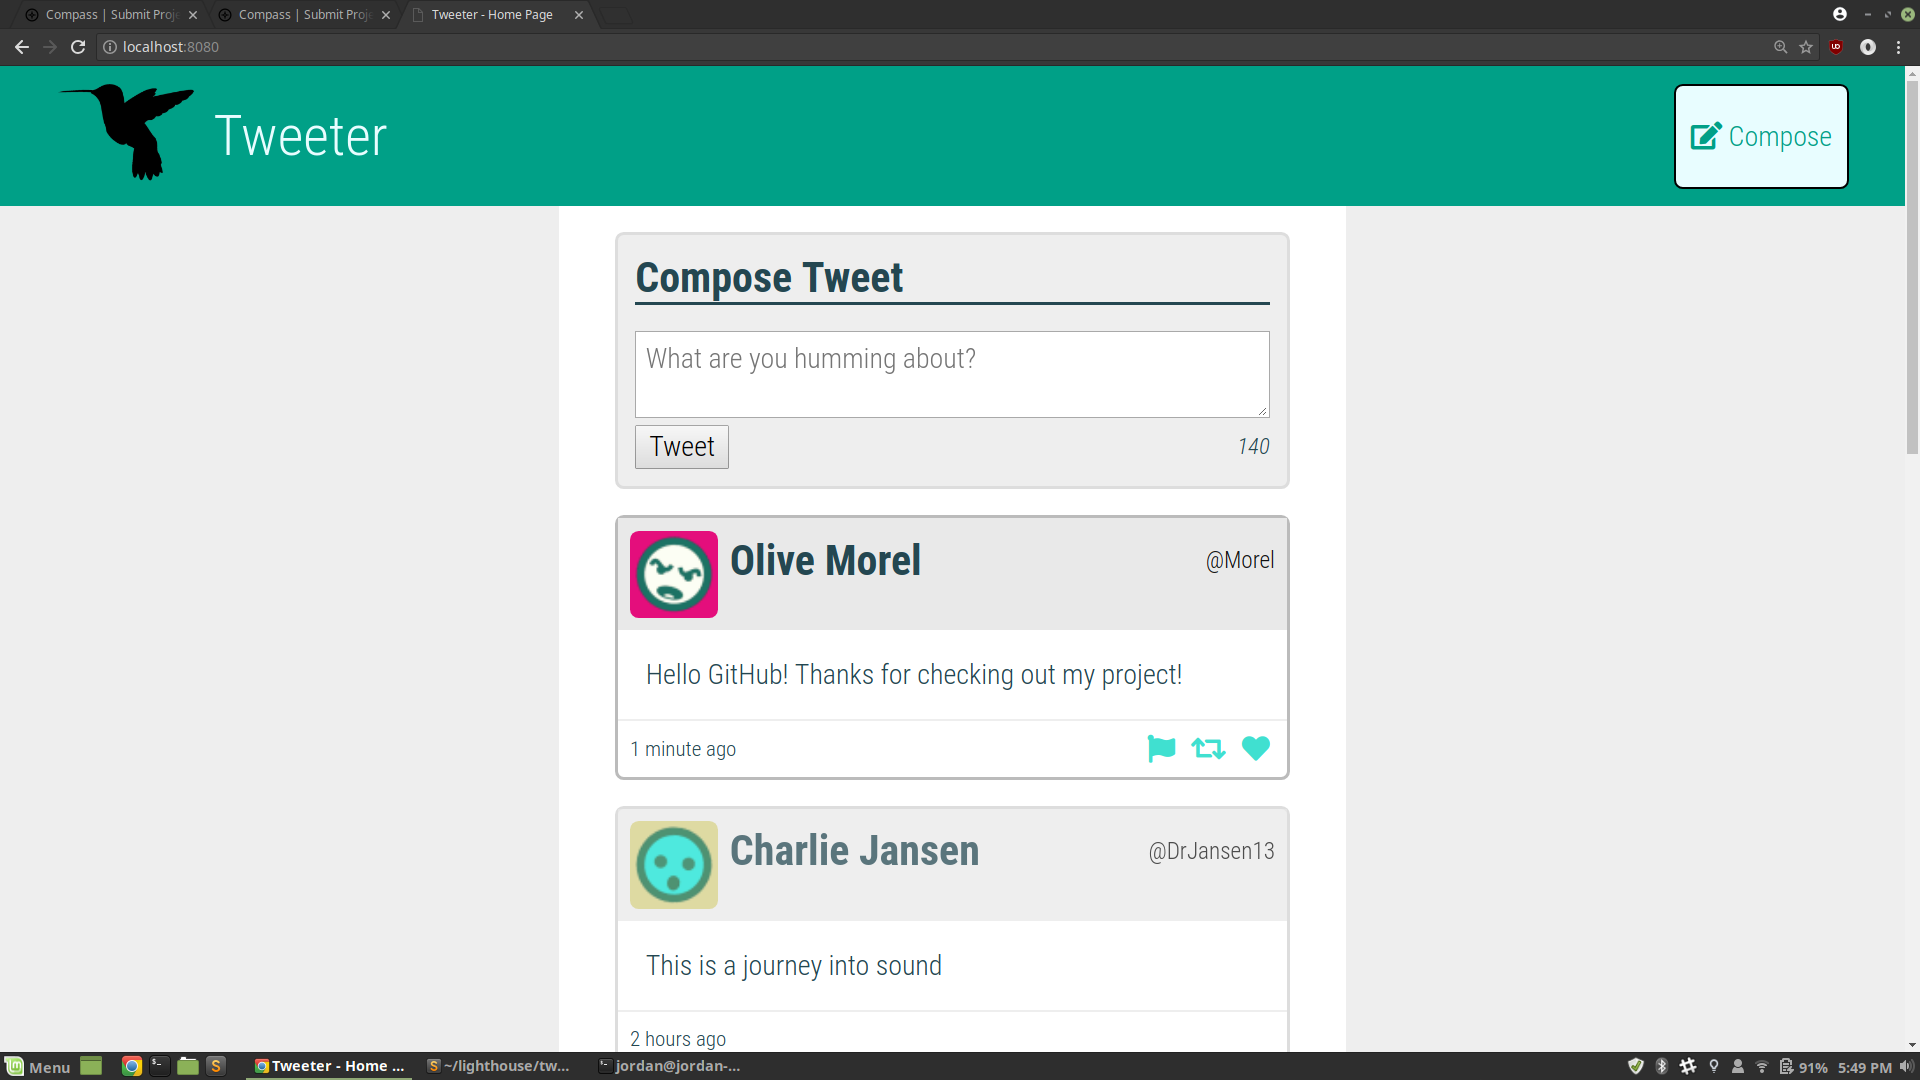 Compass | Submit Proje
Compass | Submit Proje
Tweeter - Home Page
localhost:8080
Tweeter
Compose
Compose Tweet
What are you humming about?
Tweet
140
Olive Morel
@Morel
Hello GitHub! Thanks for checking out my project!
1 minute ago
Charlie Jansen
@DrJansen13
This is a journey into sound
2 hours ago
Menu
Tweeter - Home ...
~/lighthouse/tw...
jordan@jordan-...
91%
5:49 PM